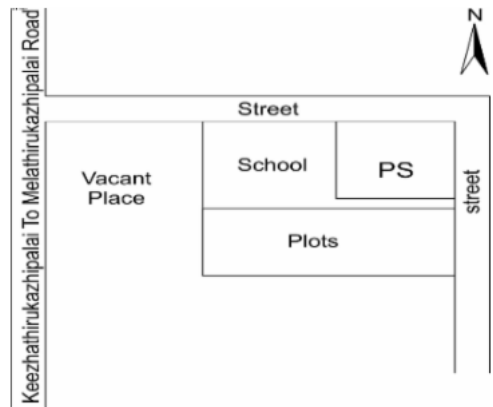 N
Keezhathirukazhipalai To Melathirukazhipalai Road
Street
School
PS
Vacant
Place
street
Plots